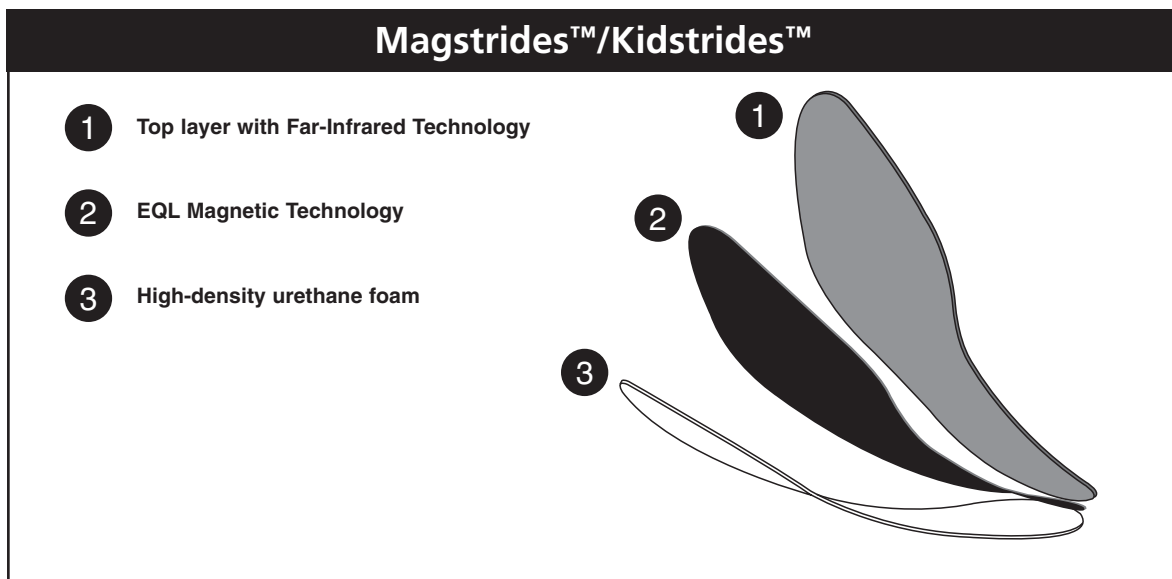 Magstrides™/Kidstrides™
1 Top layer with Far-Infrared Technology
2 EQL Magnetic Technology
3 High-density urethane foam
1
2
3